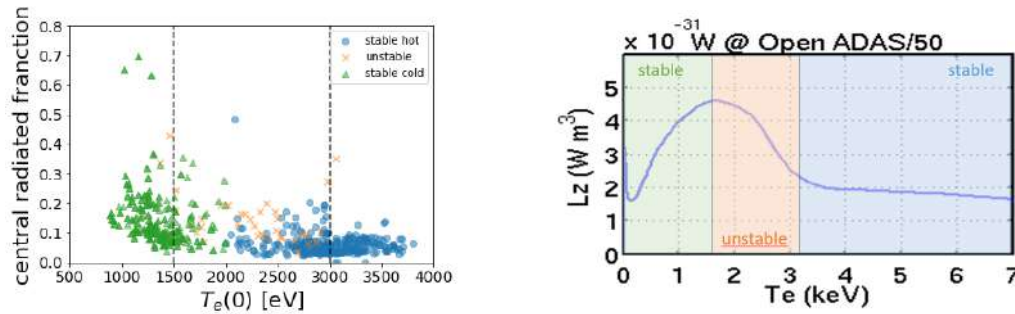 0.8
0.7
0.6
0.5
0.4
0.3
0.2
0.1
0.0
central radiated franction
stable hot
unstable
stable cold
500 1000 1500 2000 2500 3000 3500 4000
Te(0) [eV]
x 10^-31 W @ Open ADAS/50
stable
stable
5
4
3
2
1
0
Lz (W m^3)
unstable
0 1 2 3 4 5 6 7
Te (keV)